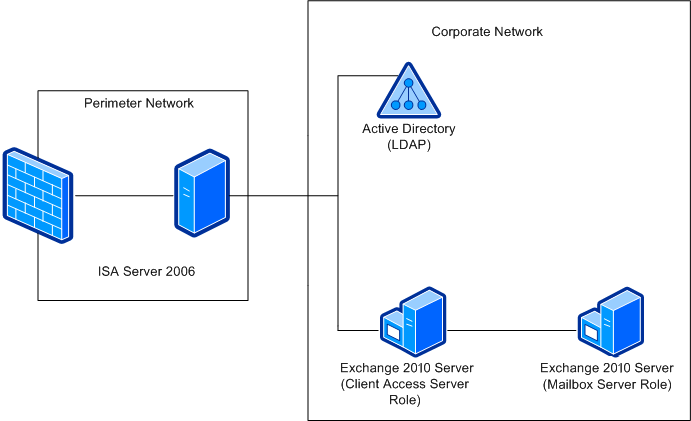 Corporate Network
Perimeter Network
Active Directory
(LDAP)
ISA Server 2006
Exchange 2010 Server
(Client Access Server
Role)
Exchange 2010 Server
(Mailbox Server Role)